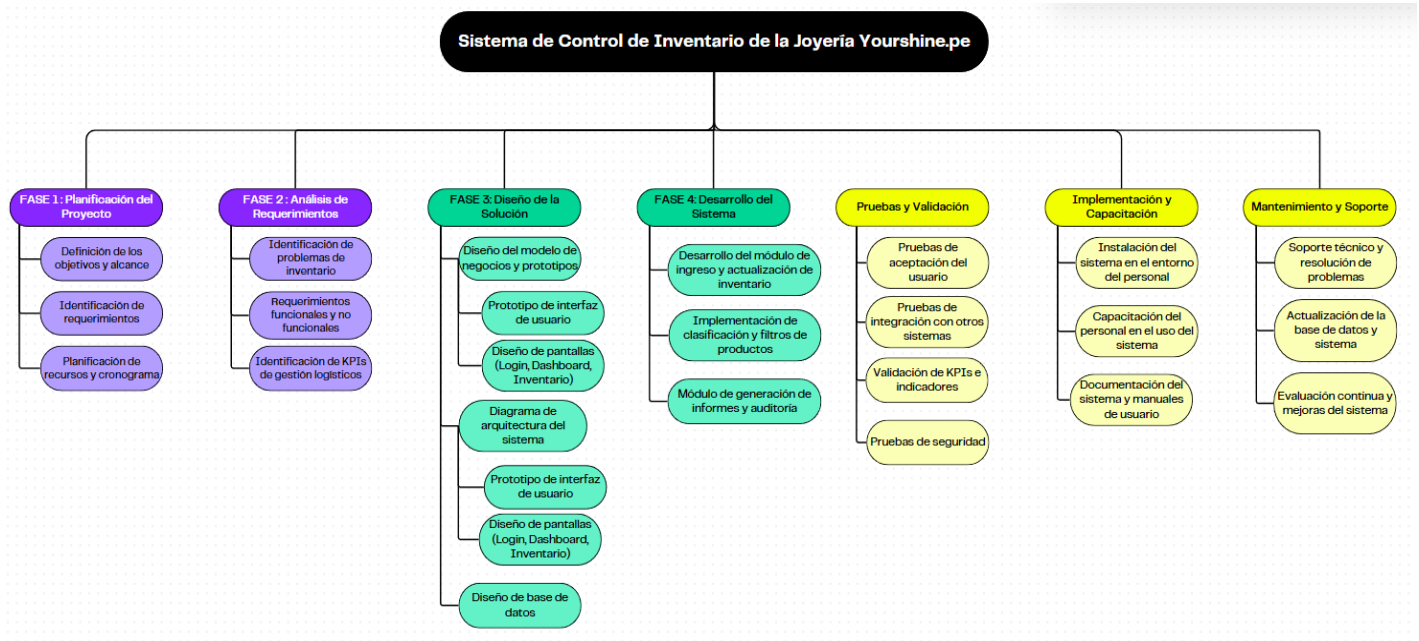 Sistema de Control de Inventario de la Joyería Yourshine.pe
FASE 1 : Planificación del
Proyecto
Definición de los
objetivos y alcance
Identificación de
requerimientos
Planificación de
recursos y cronograma
FASE 2 : Análisis de
Requerimientos
Identificación de
problemas de
inventario
Requerimientos
funcionales y no
funcionales
Identificación de KPIs
de gestión logísticos
FASE 3: Diseño de la
Solución
Diseño del modelo de
negocios y prototipos
Prototipo de interfaz
de usuario
Diseño de pantallas
(Login, Dashboard,
Inventario)
Diagrama de
arquitectura del
sistema
Prototipo de interfaz
de usuario
Diseño de pantallas
(Login, Dashboard,
Inventario)
Diseño de base de
datos
FASE 4: Desarrollo del
Sistema
Desarrollo del módulo de
ingreso y actualización de
inventario
Implementación de
clasificación y filtros de
productos
Módulo de generación de
informes y auditoría
Pruebas y Validación
Pruebas de
aceptación del
usuario
Pruebas de
integración con otros
sistemas
Validación de KPIs e
indicadores
Pruebas de seguridad
Implementación y
Capacitación
Instalación del
sistema en el entorno
del personal
Capacitación del
personal en el uso del
sistema
Documentación del
sistema y manuales
de usuario
Mantenimiento y Soporte
Soporte técnico y
resolución de
problemas
Actualización de la
base de datos y
sistema
Evaluación continua y
mejoras del sistema